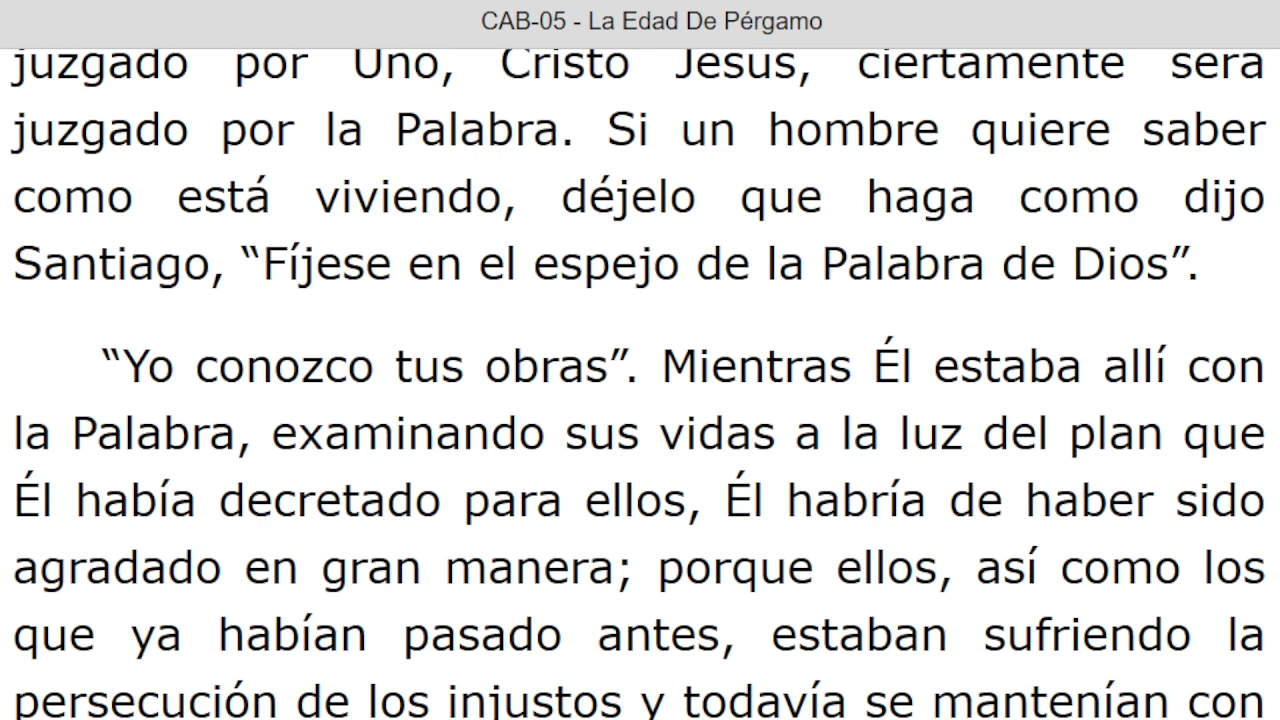 CAB-05 - La Edad De Pérgamo
juzgado por Uno, Cristo Jesús, ciertamente será
juzgado por la Palabra. Si un hombre quiere saber
como está viviendo, déjelo que haga como dijo
Santiago, “Fíjese en el espejo de la Palabra de Dios”.
“Yo conozco tus obras”. Mientras Él estaba allí con
la Palabra, examinando sus vidas a la luz del plan que
Él había decretado para ellos, Él habría de haber sido
agradado en gran manera; porque ellos, así como los
que ya habían pasado antes, estaban sufriendo la
persecución de los injustos y todavía se mantenían con